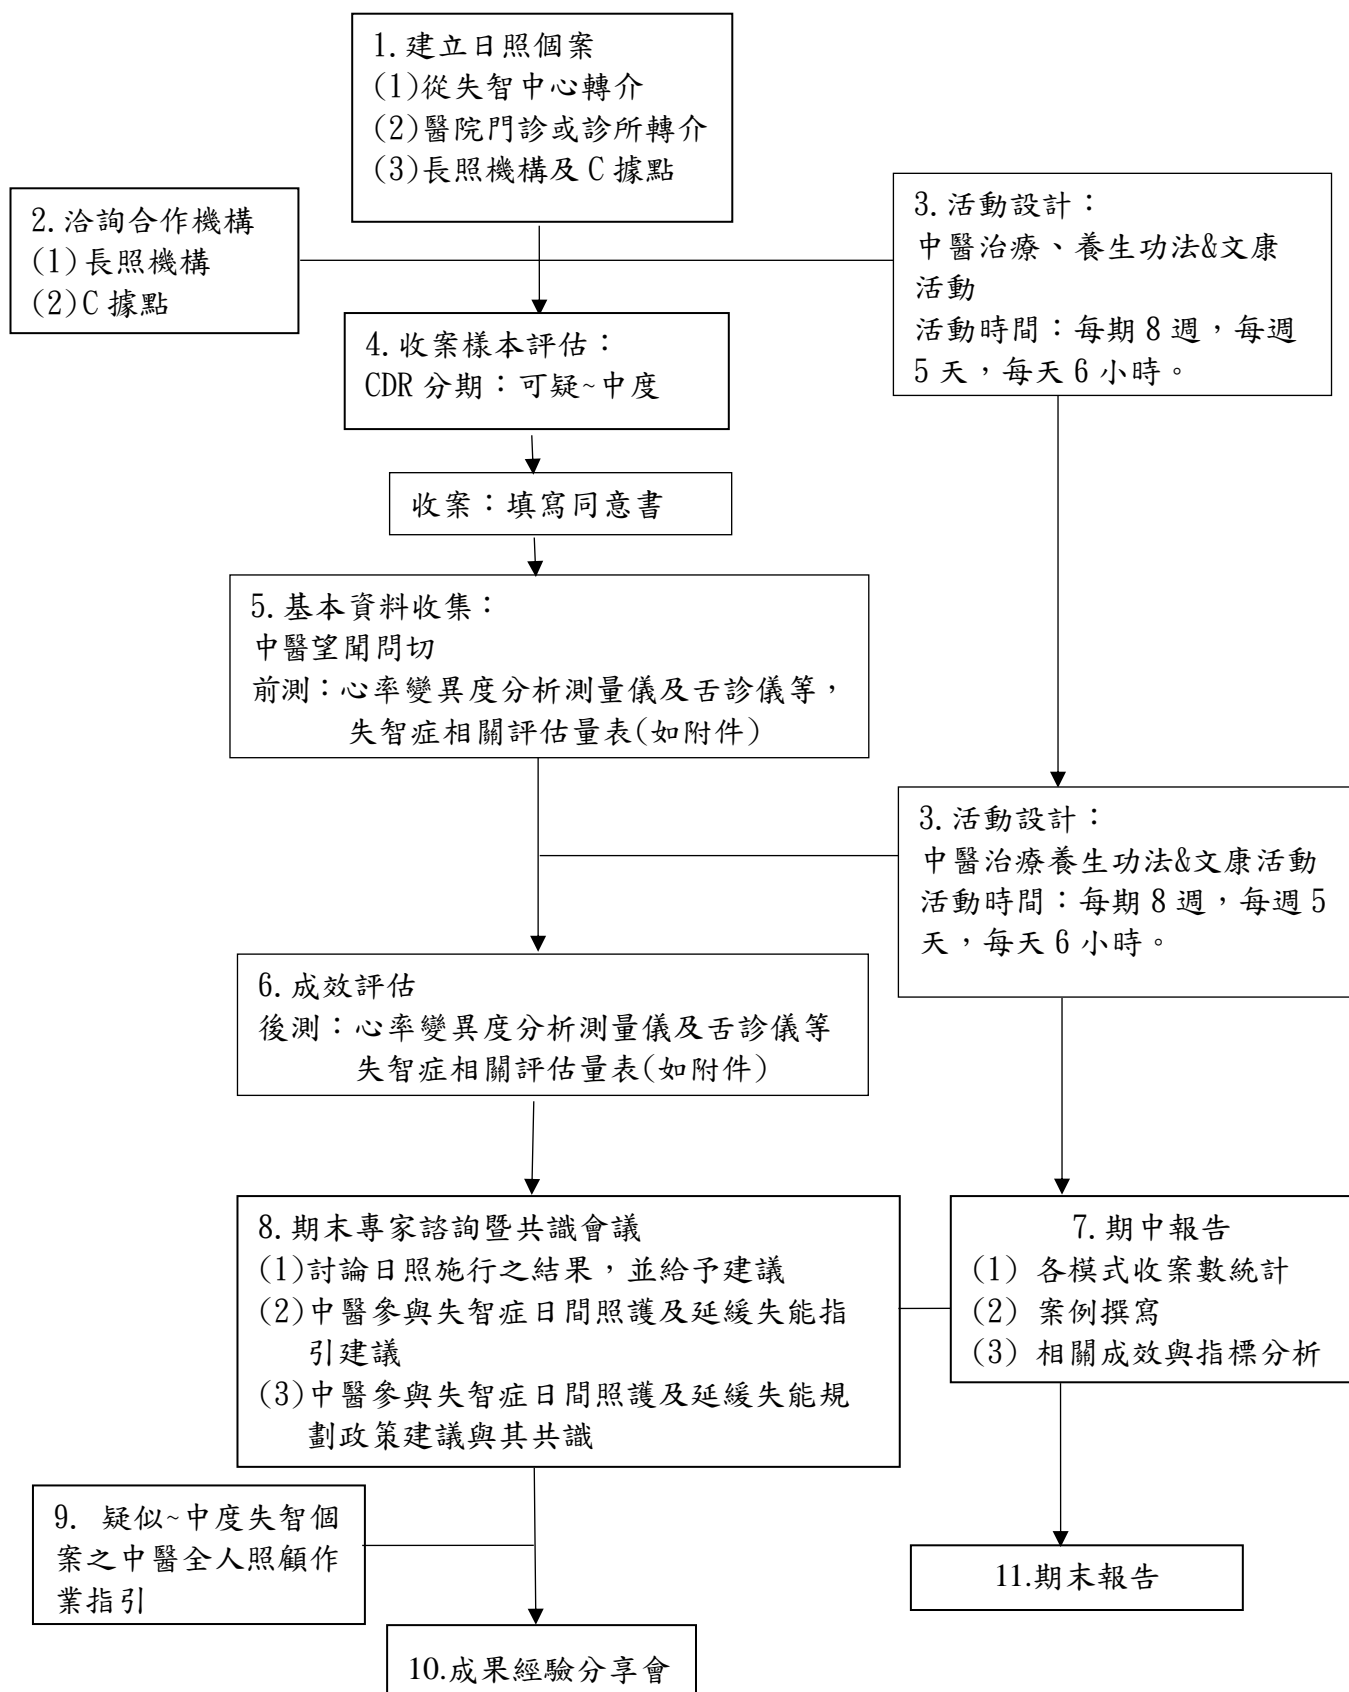 1.建立日照個案
(1)從失智中心轉介
(2)醫院門診或診所轉介
(3)長照機構及 C 據點
2.洽詢合作機構
(1)長照機構
(2)C 據點
3.活動設計：
中醫治療、養生功法&文康
活動
活動時間：每期 8 週，每週
5 天，每天 6 小時。
4.收案樣本評估：
CDR 分期：可疑~中度
收案：填寫同意書
5.基本資料收集：
中醫望聞問切
前測：心率變異度分析測量儀及舌診儀等，
失智症相關評估量表(如附件)
3.活動設計：
中醫治療養生功法&文康活動
活動時間：每期 8 週，每週 5
天，每天 6 小時。
6.成效評估
後測：心率變異度分析測量儀及舌診儀等
失智症相關評估量表(如附件)
8.期末專家諮詢暨共識會議
(1)討論日照施行之結果，並給予建議
(2)中醫參與失智症日間照護及延緩失能指
引建議
(3)中醫參與失智症日間照護及延緩失能規
劃政策建議與其共識
7.期中報告
(1) 各模式收案數統計
(2) 案例撰寫
(3) 相關成效與指標分析
9. 疑似~中度失智個
案之中醫全人照顧作
業指引
11.期末報告
10.成果經驗分享會